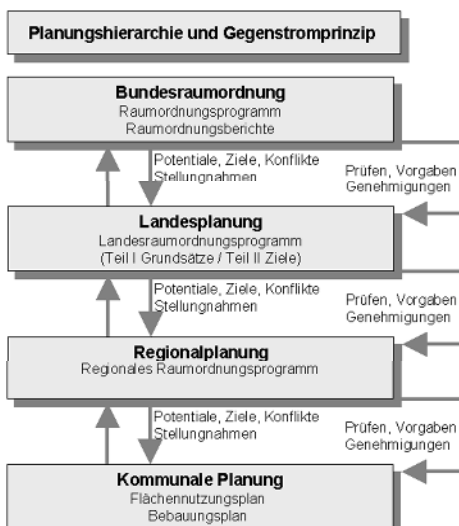 Planungshierarchie und Gegenstromprinzip
Bundesraumordnung
Raumordnungsprogramm
Raumordnungsberichte
Potentiale, Ziele, Konflikte
Stellungnahmen
Prüfen, Vorgaben
Genehmigungen
Landesplanung
Landesraumordnungsprogramm
(Teil I Grundsätze / Teil II Ziele)
Potentiale, Ziele, Konflikte
Stellungnahmen
Prüfen, Vorgaben
Genehmigungen
Regionalplanung
Regionales Raumordnungsprogramm
Potentiale, Ziele, Konflikte
Stellungnahmen
Prüfen, Vorgaben
Genehmigungen
Kommunale Planung
Flächennutzungsplan
Bebauungsplan